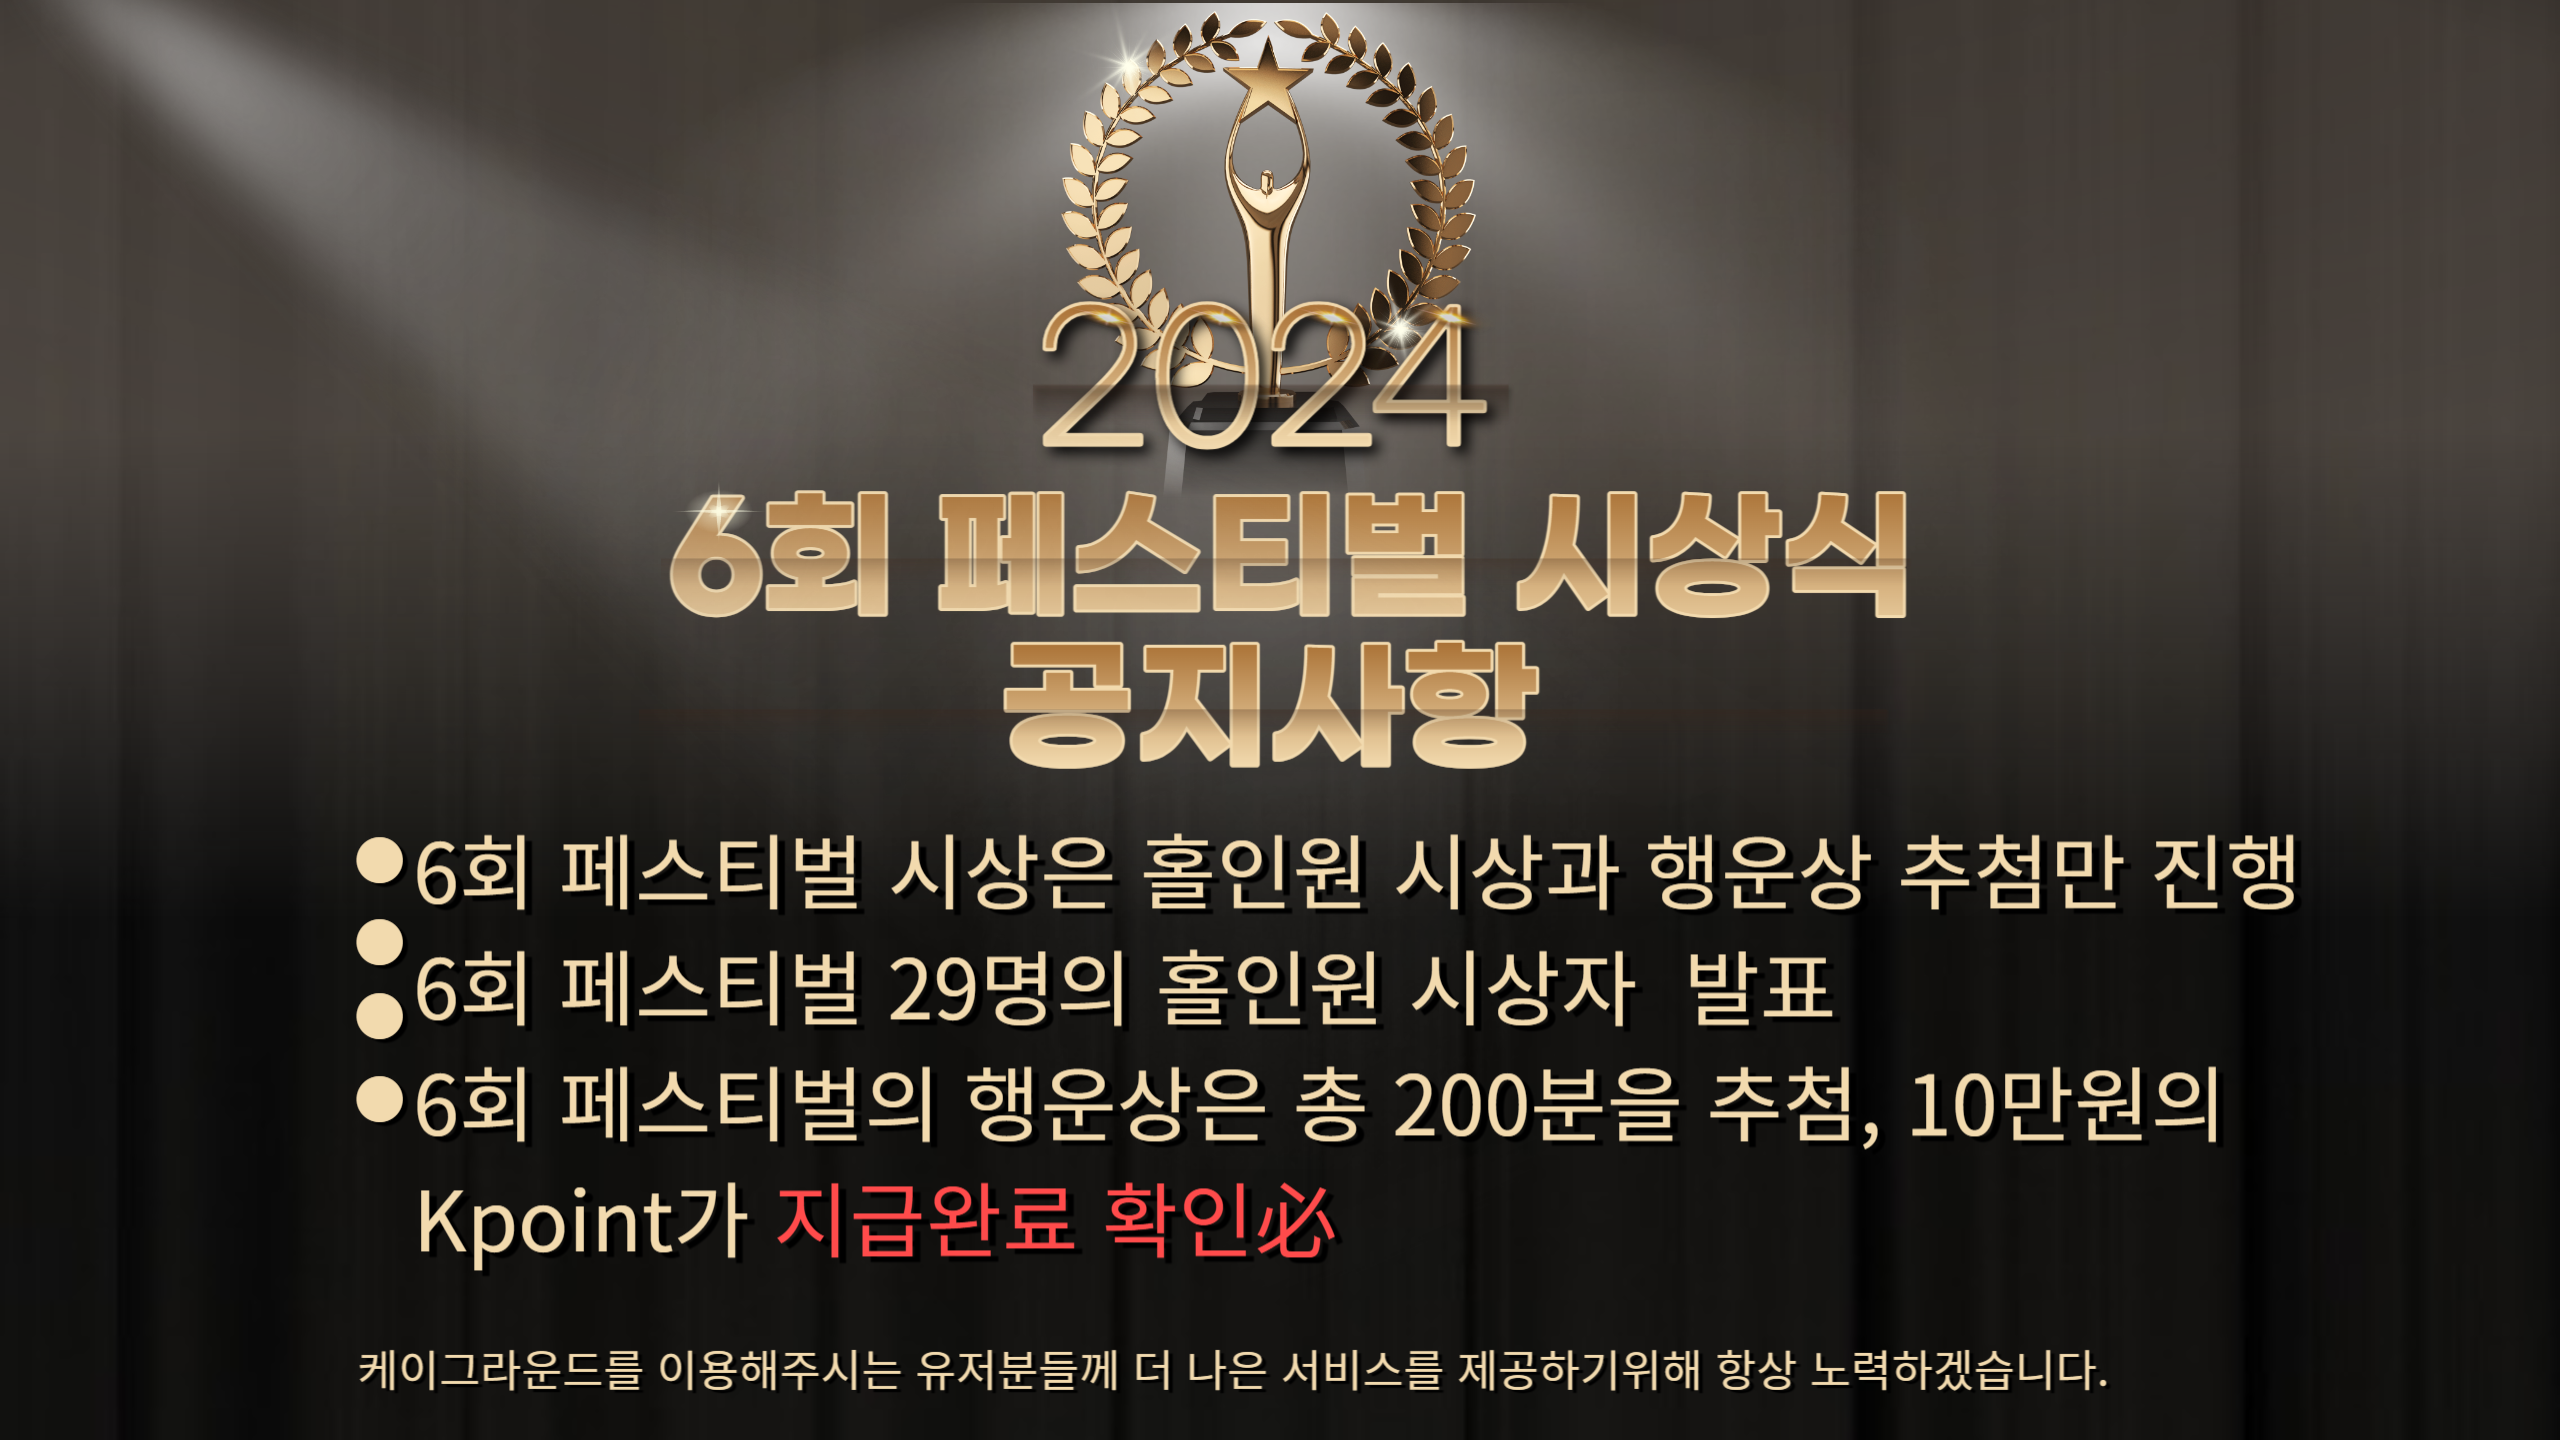 2024
6회 페스티벌 시상식
공지사항
●6회 페스티벌 시상은 홀인원 시상과 행운상 추첨만 진행
●
6회 페스티벌 29명의 홀인원 시상자  발표
●
●6회 페스티벌의 행운상은 총 200분을 추첨, 10만원의
Kpoint가 지급완료 확인必
케이그라운드를 이용해주시는 유저분들께 더 나은 서비스를 제공하기위해 항상 노력하겠습니다.